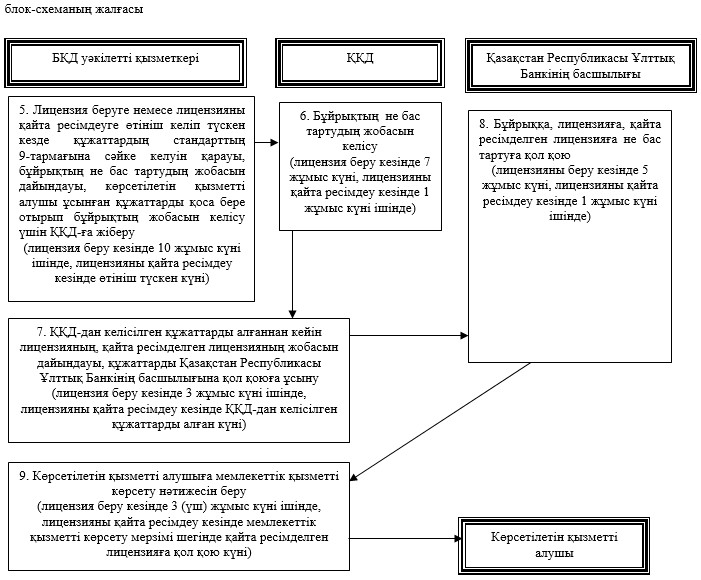 блок-схеманың жалғасы
БҚД уәкілетті қызметкері
ҚҚД
Қазақстан Республикасы Ұлттық
Банкінің басшылығы
5. Лицензия беруге немесе лицензияны
қайта ресімдеуге өтініш келіп түскен
кезде құжаттардың стандарттың
9-тармағына сәйке келуін қарауы,
бұйрықтың не бас тартудың жобасын
дайындауы, көрсетілетін қызметті
алушы ұсынған құжаттарды қоса бере
отырып бұйрықтың жобасын келісу
үшін ҚҚД-ға жіберу
(лицензия беру кезінде 10 жұмыс күні
ішінде, лицензияны қайта ресімдеу
кезінде өтініш түскен күні)
6. Бұйрықтың не бас
тартудың жобасын
келісу
(лицензия беру кезінде 7
жұмыс күні, лицензияны
қайта ресімдеу кезінде 1
жұмыс күні ішінде)
8. Бұйрыққа, лицензияға, қайта
ресімделген лицензияға не бас
тартуға қол қою
(лицензияны беру кезінде 5
жұмыс күні, лицензияны қайта
ресімдеу кезінде 1 жұмыс күні
ішінде)
7. ҚҚД-дан келісілген құжаттарды алғаннан кейін
лицензияның, қайта ресімделген лицензияның жобасын
дайындауы, құжаттарды Қазақстан Республикасы
Ұлттық Банкінің басшылығына қол қоюға ұсыну
(лицензия беру кезінде 3 жұмыс күні ішінде,
лицензияны қайта ресімдеу кезінде ҚҚД-дан келісілген
құжаттарды алған күні)
9. Көрсетілетін қызметті алушыға мемлекеттік қызметті
көрсету нәтижесін беру
(лицензия беру кезінде 3 (үш) жұмыс күні ішінде,
лицензияны қайта ресімдеу кезінде мемлекеттік
қызметті көрсету мерзімі шегінде қайта ресімделген
лицензияға қол қою күні)
Көрсетілетін қызметті
алушы